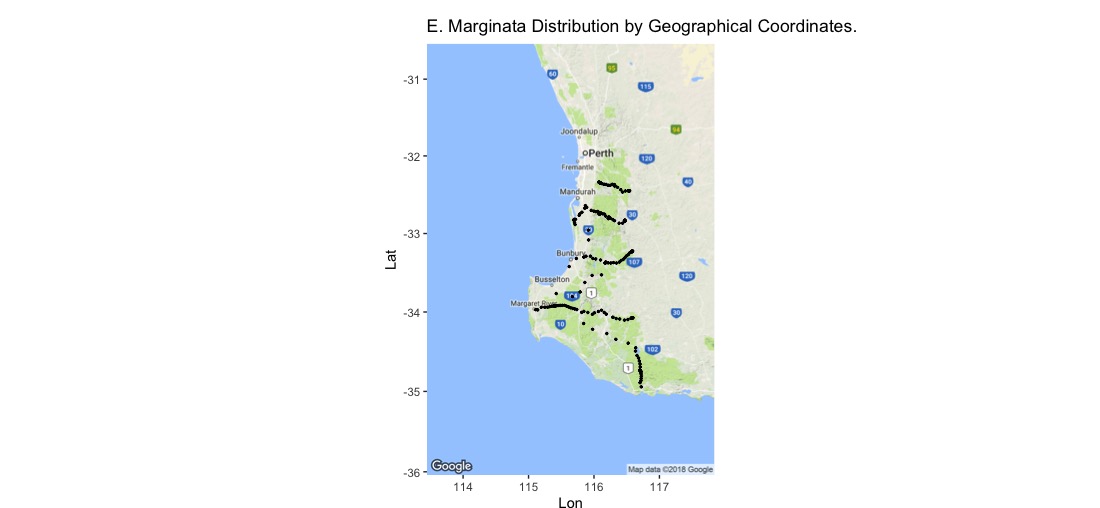 E. Marginata Distribution by Geographical Coordinates.
-31
-32
-33
-34
-35
-36
Lat
60
95
115
94
Joondalup
Perth
120
Fremantle
40
Mandurah
30
Bunbury
107
120
Busselton
1
104
Margaret River
30
10
102
1
Google
Map data ©2018 Google
114
115
116
117
Lon